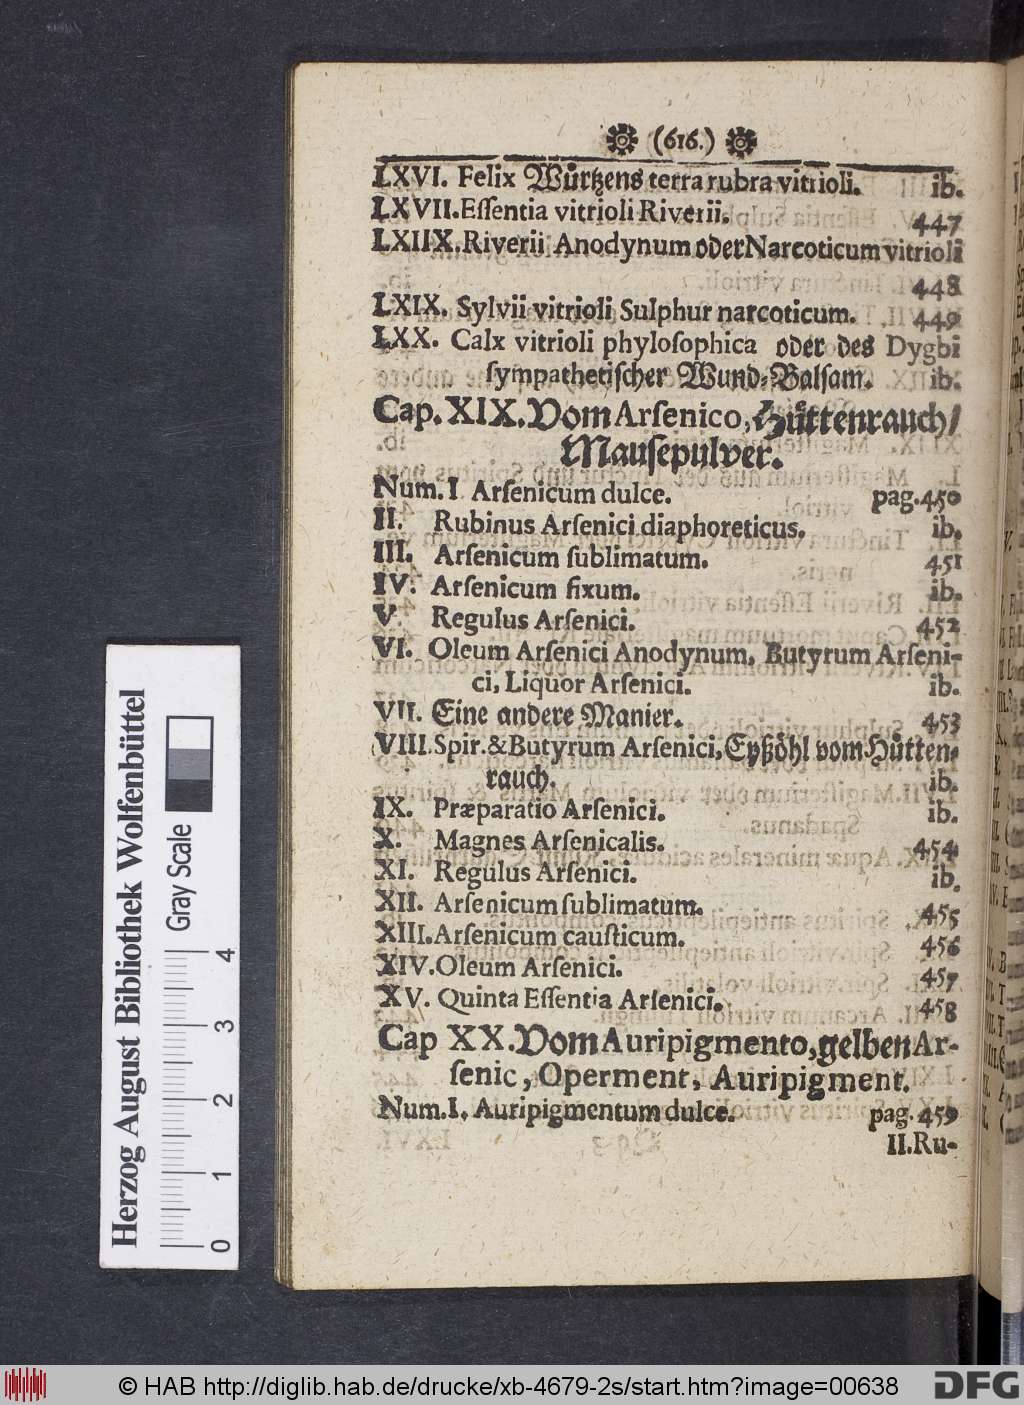 (616.)
LXVI. Felix Würtzens terra rubra vitrioli. ib.
LXVII. Eſſentia vitrioli Riverii. 447
LXIIX. Riverii Anodynum oder Narcoticum vitrioli
448
LXIX. Sylvii vitrioli Sulphur narcoticum. 449
LXX. Calx vitrioli phyloſophica oder des Dygbi
ſympathetiſcher Wund-Balſam. ib.
Cap. XIX. Vom Arſenico, Hüttenrauch/
Mauſepulver.
Num. I Arſenicum dulce. pag. 450
II. Rubinus Arſenici diaphoreticus. ib.
III. Arſenicum ſublimatum. 451
IV. Arſenicum fixum. ib.
V. Regulus Arſenici. 452
VI. Oleum Arſenici Anodynum, Butyrum Arſeni-
ci, Liquor Arſenici. ib.
VII. Eine andere Manier. 453
VIII. Spir. & Butyrum Arſenici, Eyßöhl vom Hütten-
rauch. ib.
IX. Præparatio Arſenici. ib.
X. Magnes Arſenicalis. 454
XI. Regulus Arſenici. ib.
XII. Arſenicum ſublimatum. 455
XIII. Arſenicum cauſticum. 456
XIV. Oleum Arſenici. 457
XV. Quinta Eſſentia Arſenici. 458
Cap XX. Vom Auripigmento, gelben Ar-
ſenic, Operment, Auripigment.
Num. I. Auripigmentum dulce. pag. 459
II. Ru-
Herzog August Bibliothek Wolfenbüttel
Gray Scale
0 1 2 3 4
© HAB http://diglib.hab.de/drucke/xb-4679-2s/start.htm?image=00638
DFG